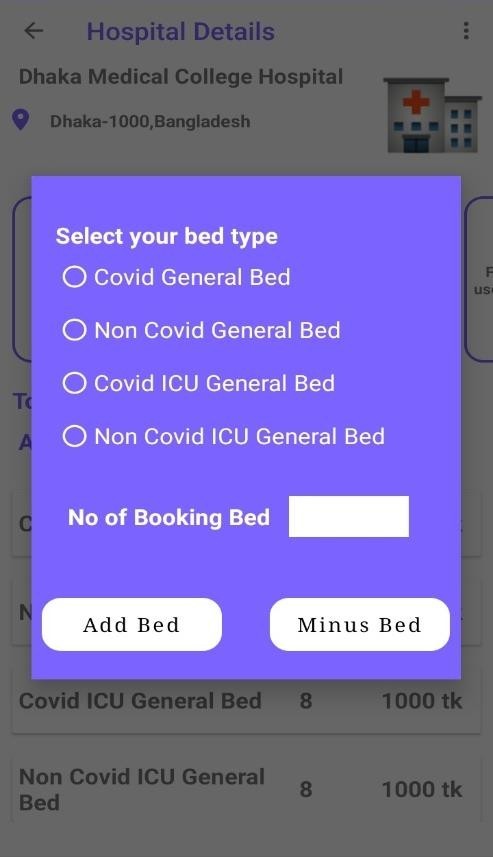 Hospital Details
Dhaka Medical College Hospital
Dhaka-1000,Bangladesh
Select your bed type
Covid General Bed
Non Covid General Bed
Covid ICU General Bed
Non Covid ICU General Bed
No of Booking Bed
Add Bed
Minus Bed
Covid ICU General Bed 8 1000 tk
Non Covid ICU General
Bed 8 1000 tk